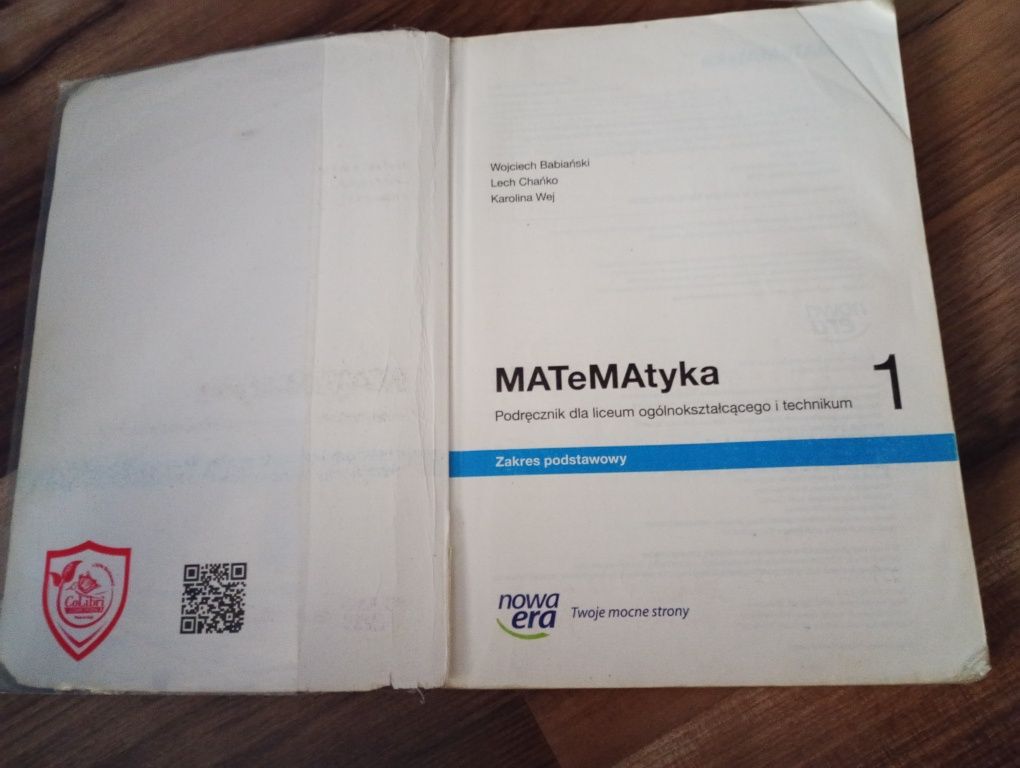 CoLibri
Wojciech Babiański
Lech Chańko
Karolina Wej
MATeMAtyka 1
Podręcznik dla liceum ogólnokształcącego i technikum
Zakres podstawowy
nowa
era
Twoje mocne strony